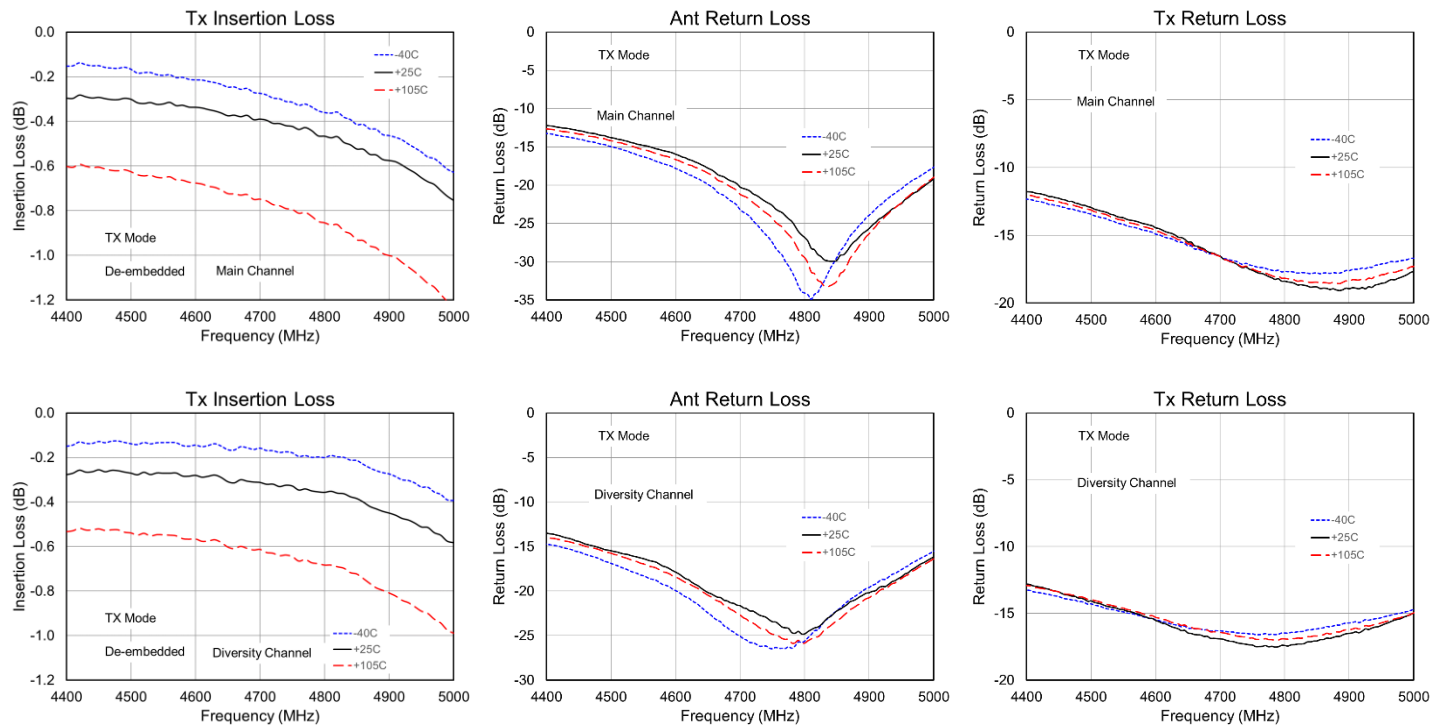 Tx Insertion Loss
0.0
-0.2
-0.4
-0.6
-0.8
-1.0
-1.2
Insertion Loss (dB)
-40C
+25C
+105C
TX Mode
De-embedded Main Channel
4400 4500 4600 4700 4800 4900 5000
Frequency (MHz)
Ant Return Loss
0
-5
-10
-15
-20
-25
-30
-35
Return Loss (dB)
TX Mode
Main Channel
-40C
+25C
+105C
4400 4500 4600 4700 4800 4900 5000
Frequency (MHz)
Tx Return Loss
0
-5
-10
-15
-20
Return Loss (dB)
TX Mode
Main Channel
-40C
+25C
+105C
4400 4500 4600 4700 4800 4900 5000
Frequency (MHz)
Tx Insertion Loss
0.0
-0.2
-0.4
-0.6
-0.8
-1.0
-1.2
Insertion Loss (dB)
TX Mode
De-embedded Diversity Channel
-40C
+25C
+105C
4400 4500 4600 4700 4800 4900 5000
Frequency (MHz)
Ant Return Loss
0
-5
-10
-15
-20
-25
-30
Return Loss (dB)
TX Mode
Diversity Channel
-40C
+25C
+105C
4400 4500 4600 4700 4800 4900 5000
Frequency (MHz)
Tx Return Loss
0
-5
-10
-15
-20
Return Loss (dB)
TX Mode
Diversity Channel
-40C
+25C
+105C
4400 4500 4600 4700 4800 4900 5000
Frequency (MHz)